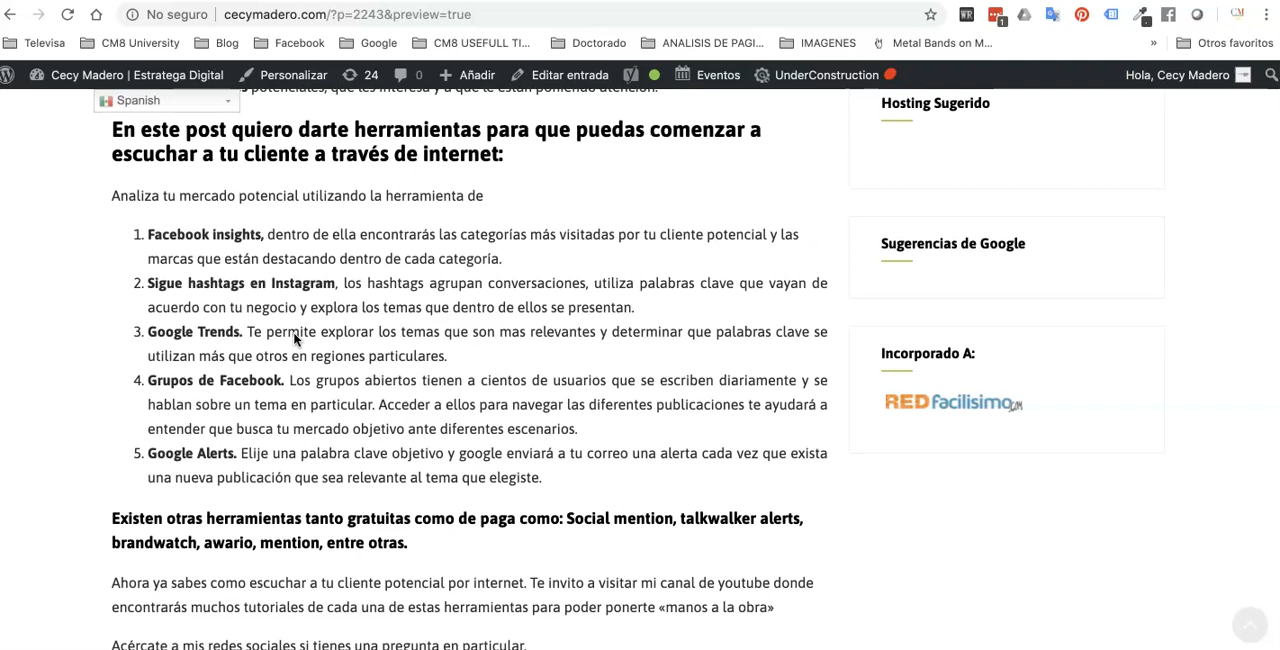 No seguro
cecymadero.com/?p=2243&preview=true
WR
1
CM
Televisa
CM8 University
Blog
Facebook
Google
CM8 USEFULL TI...
Doctorado
ANALISIS DE PAGI...
IMAGENES
Metal Bands on M...
»
Otros favoritos
Cecy Madero | Estratega Digital
Personalizar
24
0
Añadir
Editar entrada
Eventos
UnderConstruction
Hola, Cecy Madero
potenciales, que les interesa y a que le están poniendo atención.
Spanish
En este post quiero darte herramientas para que puedas comenzar a
escuchar a tu cliente a través de internet:
Analiza tu mercado potencial utilizando la herramienta de
1. Facebook insights, dentro de ella encontrarás las categorías más visitadas por tu cliente potencial y las
marcas que están destacando dentro de cada categoría.
2. Sigue hashtags en Instagram, los hashtags agrupan conversaciones, utiliza palabras clave que vayan de
acuerdo con tu negocio y explora los temas que dentro de ellos se presentan.
3. Google Trends. Te permite explorar los temas que son mas relevantes y determinar que palabras clave se
utilizan más que otros en regiones particulares.
4. Grupos de Facebook. Los grupos abiertos tienen a cientos de usuarios que se escriben diariamente y se
hablan sobre un tema en particular. Acceder a ellos para navegar las diferentes publicaciones te ayudará a
entender que busca tu mercado objetivo ante diferentes escenarios.
5. Google Alerts. Elije una palabra clave objetivo y google enviará a tu correo una alerta cada vez que exista
una nueva publicación que sea relevante al tema que elegiste.
Existen otras herramientas tanto gratuitas como de paga como: Social mention, talkwalker alerts,
brandwatch, awario, mention, entre otras.
Ahora ya sabes como escuchar a tu cliente potencial por internet. Te invito a visitar mi canal de youtube donde
encontrarás muchos tutoriales de cada una de estas herramientas para poder ponerte «manos a la obra»
Acércate a mis redes sociales si tienes una pregunta en particular.
Hosting Sugerido
Sugerencias de Google
Incorporado A:
REDfacilisimo.com